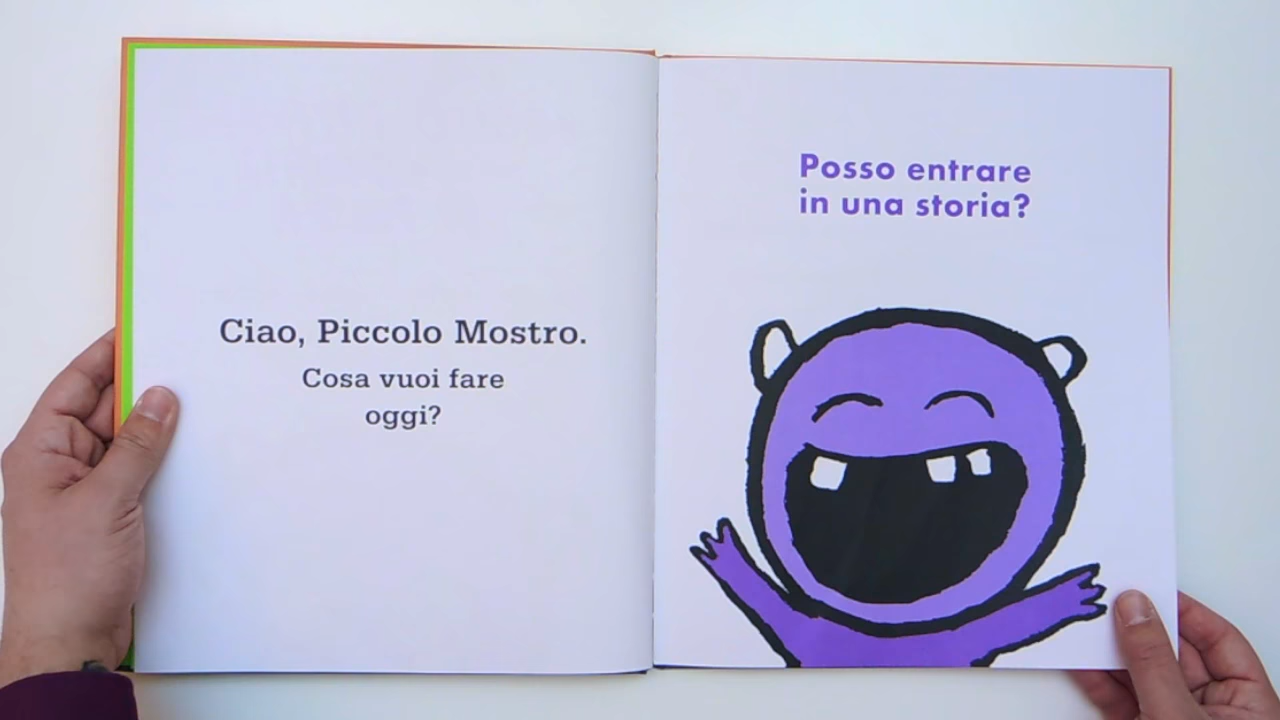 Ciao, Piccolo Mostro.
Cosa vuoi fare
oggi?
Posso entrare
in una storia?